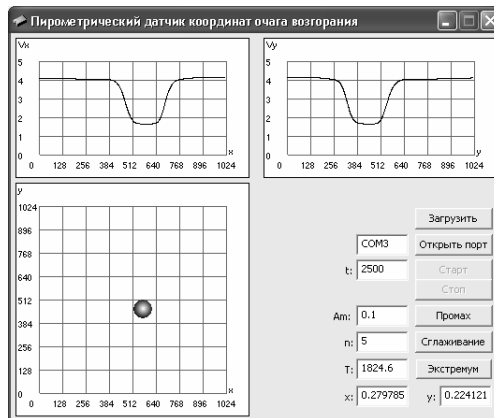 Пирометрический датчик координат очага возгорания
Vx
5
4
3
2
1
0
0 128 256 384 512 640 768 896 1024
x
Vy
5
4
3
2
1
0
0 128 256 384 512 640 768 896 1024
y
y
1024
896
768
640
512
384
256
128
0
0 128 256 384 512 640 768 896 1024
x
Загрузить
COM3 Открыть порт
t: 2500 Старт
Стоп
Am: 0.1 Промах
n: 5 Сглаживание
T: 1824.6 Экстремум
x: 0.279785 y: 0.224121